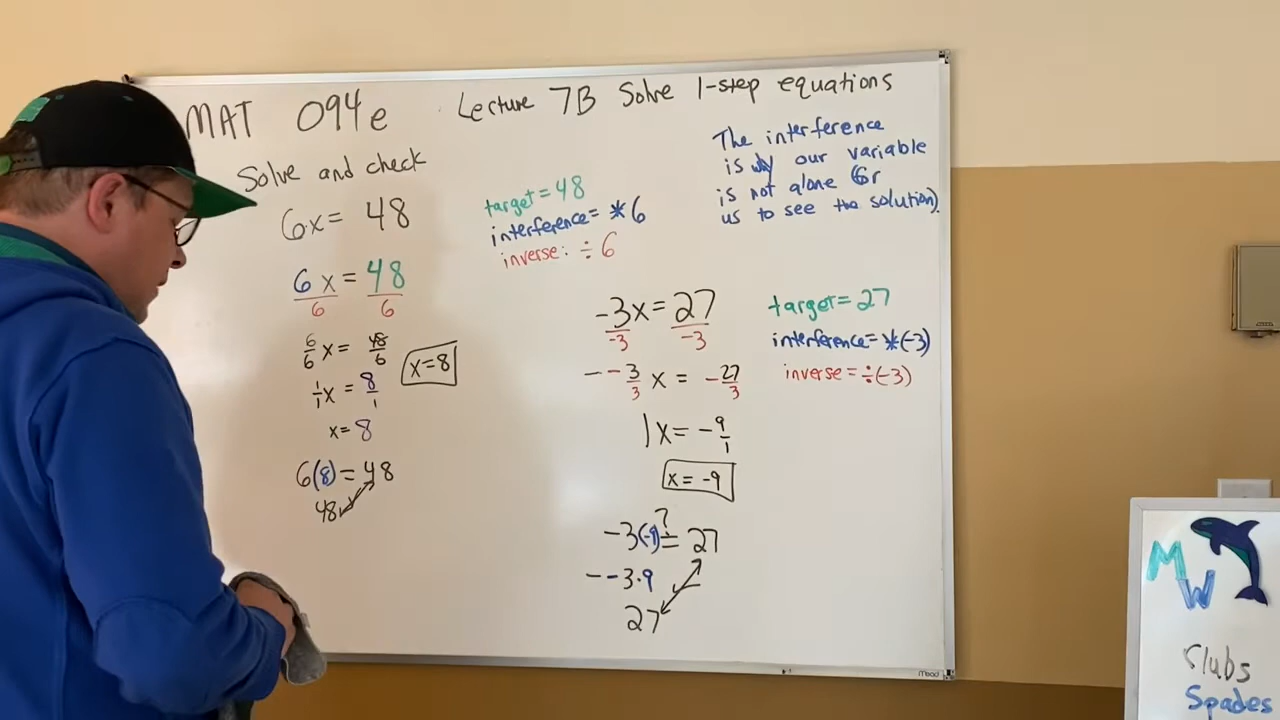 MAT 094e
Lecture 7B Solve 1-step equations
Solve and check
6x = 48
target = 48
interference = *6
inverse: ÷ 6
The interference
is why our variable
is not alone (for
us to see the solution).
6 x = 48
6 6
6/6 x = 48/6
1/1 x = 8/1
x = 8
x=8
6(8) = 48
48
-3x = 27
-3 -3
target = 27
interference = *(-3)
inverse = ÷(-3)
--3/3 x = -27/3
1x = -9/1
x = -9
-3(-9) ?= 27
--3·9
27
MW
Clubs
Spades
mead